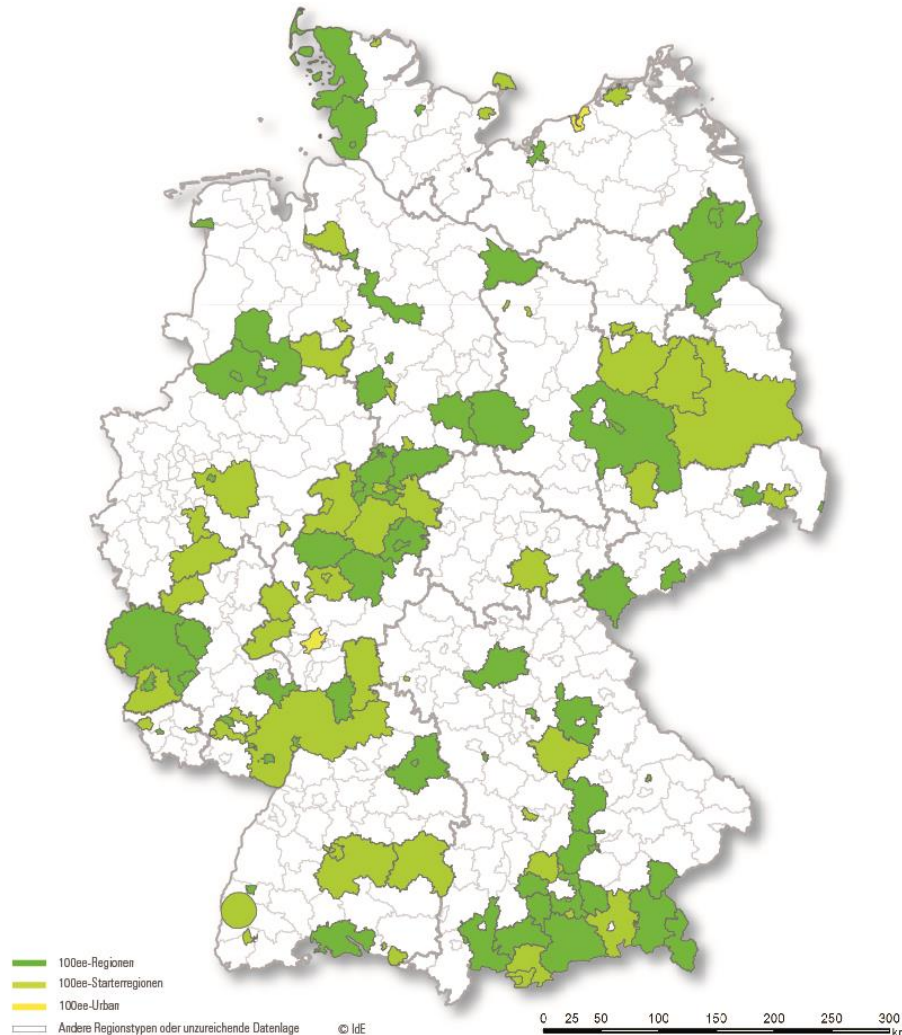 100ee-Regionen
100ee-Starterregionen
100ee-Urban
Andere Regionstypen oder unzureichende Datenlage © IdE
0 25 50 100 150 200 250 300
km